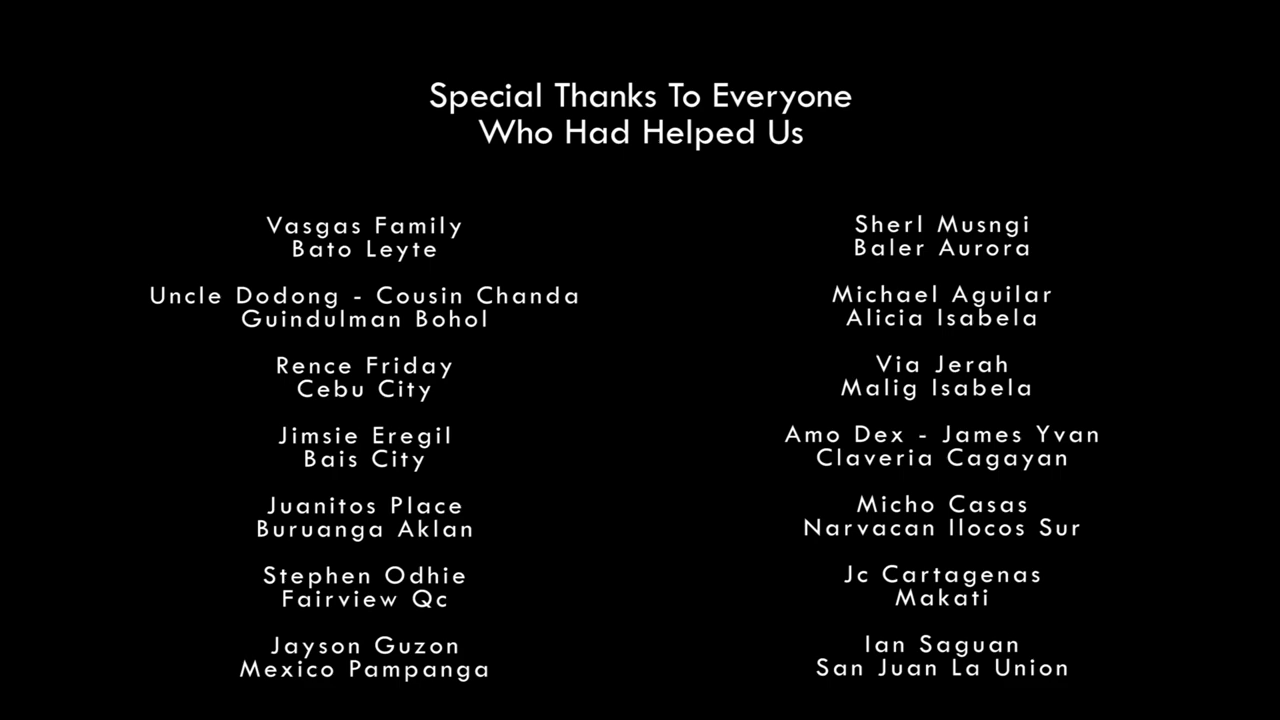 Special Thanks To Everyone
Who Had Helped Us
Vasgas Family
Bato Leyte
Uncle Dodong - Cousin Chanda
Guindulman Bohol
Rence Friday
Cebu City
Jimsie Eregil
Bais City
Juanitos Place
Buruanga Aklan
Stephen Odhie
Fairview Qc
Jayson Guzon
Mexico Pampanga
Sherl Musngi
Baler Aurora
Michael Aguilar
Alicia Isabela
Via Jerah
Malig Isabela
Amo Dex - James Yvan
Claveria Cagayan
Micho Casas
Narvacan Ilocos Sur
Jc Cartagenas
Makati
Ian Saguan
San Juan La Union